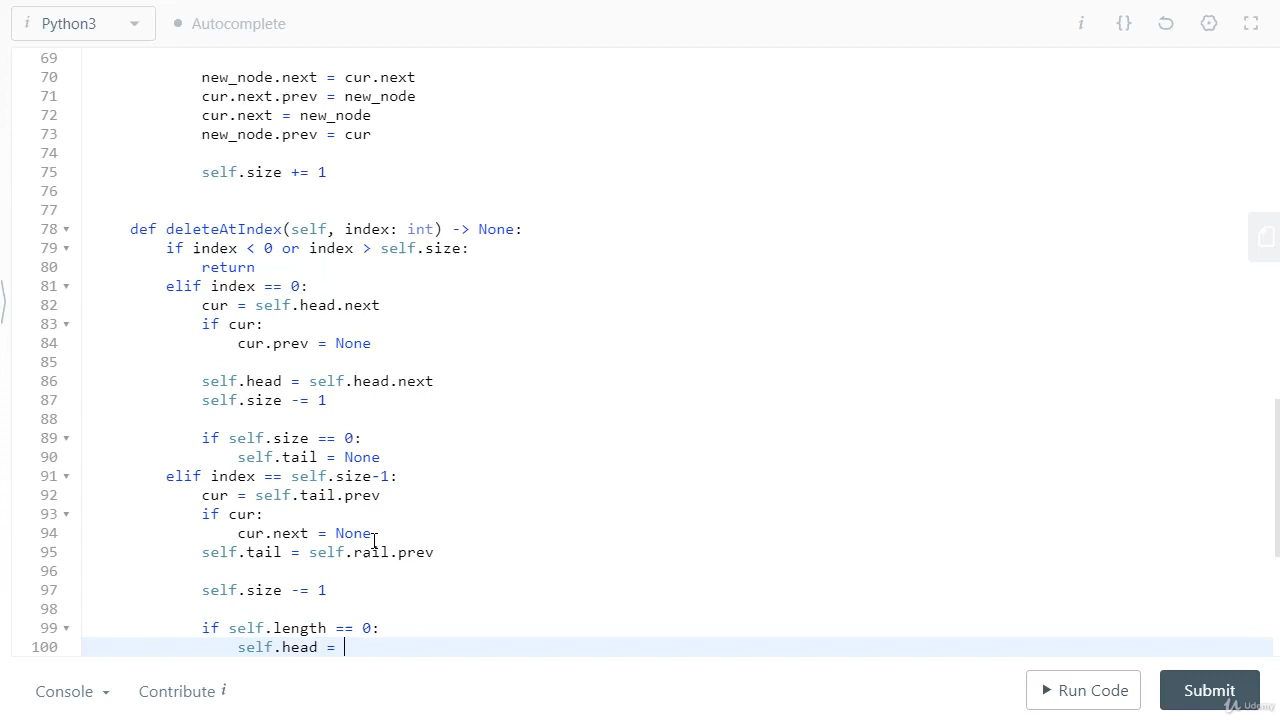 i Python3 Autocomplete i {}
69
70 new_node.next = cur.next
71 cur.next.prev = new_node
72 cur.next = new_node
73 new_node.prev = cur
74
75 self.size += 1
76
77
78 def deleteAtIndex(self, index: int) -> None:
79 if index < 0 or index > self.size:
80 return
81 elif index == 0:
82 cur = self.head.next
83 if cur:
84 cur.prev = None
85
86 self.head = self.head.next
87 self.size -= 1
88
89 if self.size == 0:
90 self.tail = None
91 elif index == self.size-1:
92 cur = self.tail.prev
93 if cur:
94 cur.next = None
95 self.tail = self.rail.prev
96
97 self.size -= 1
98
99 if self.length == 0:
100 self.head =
Console Contribute i Run Code Submit
Udemy